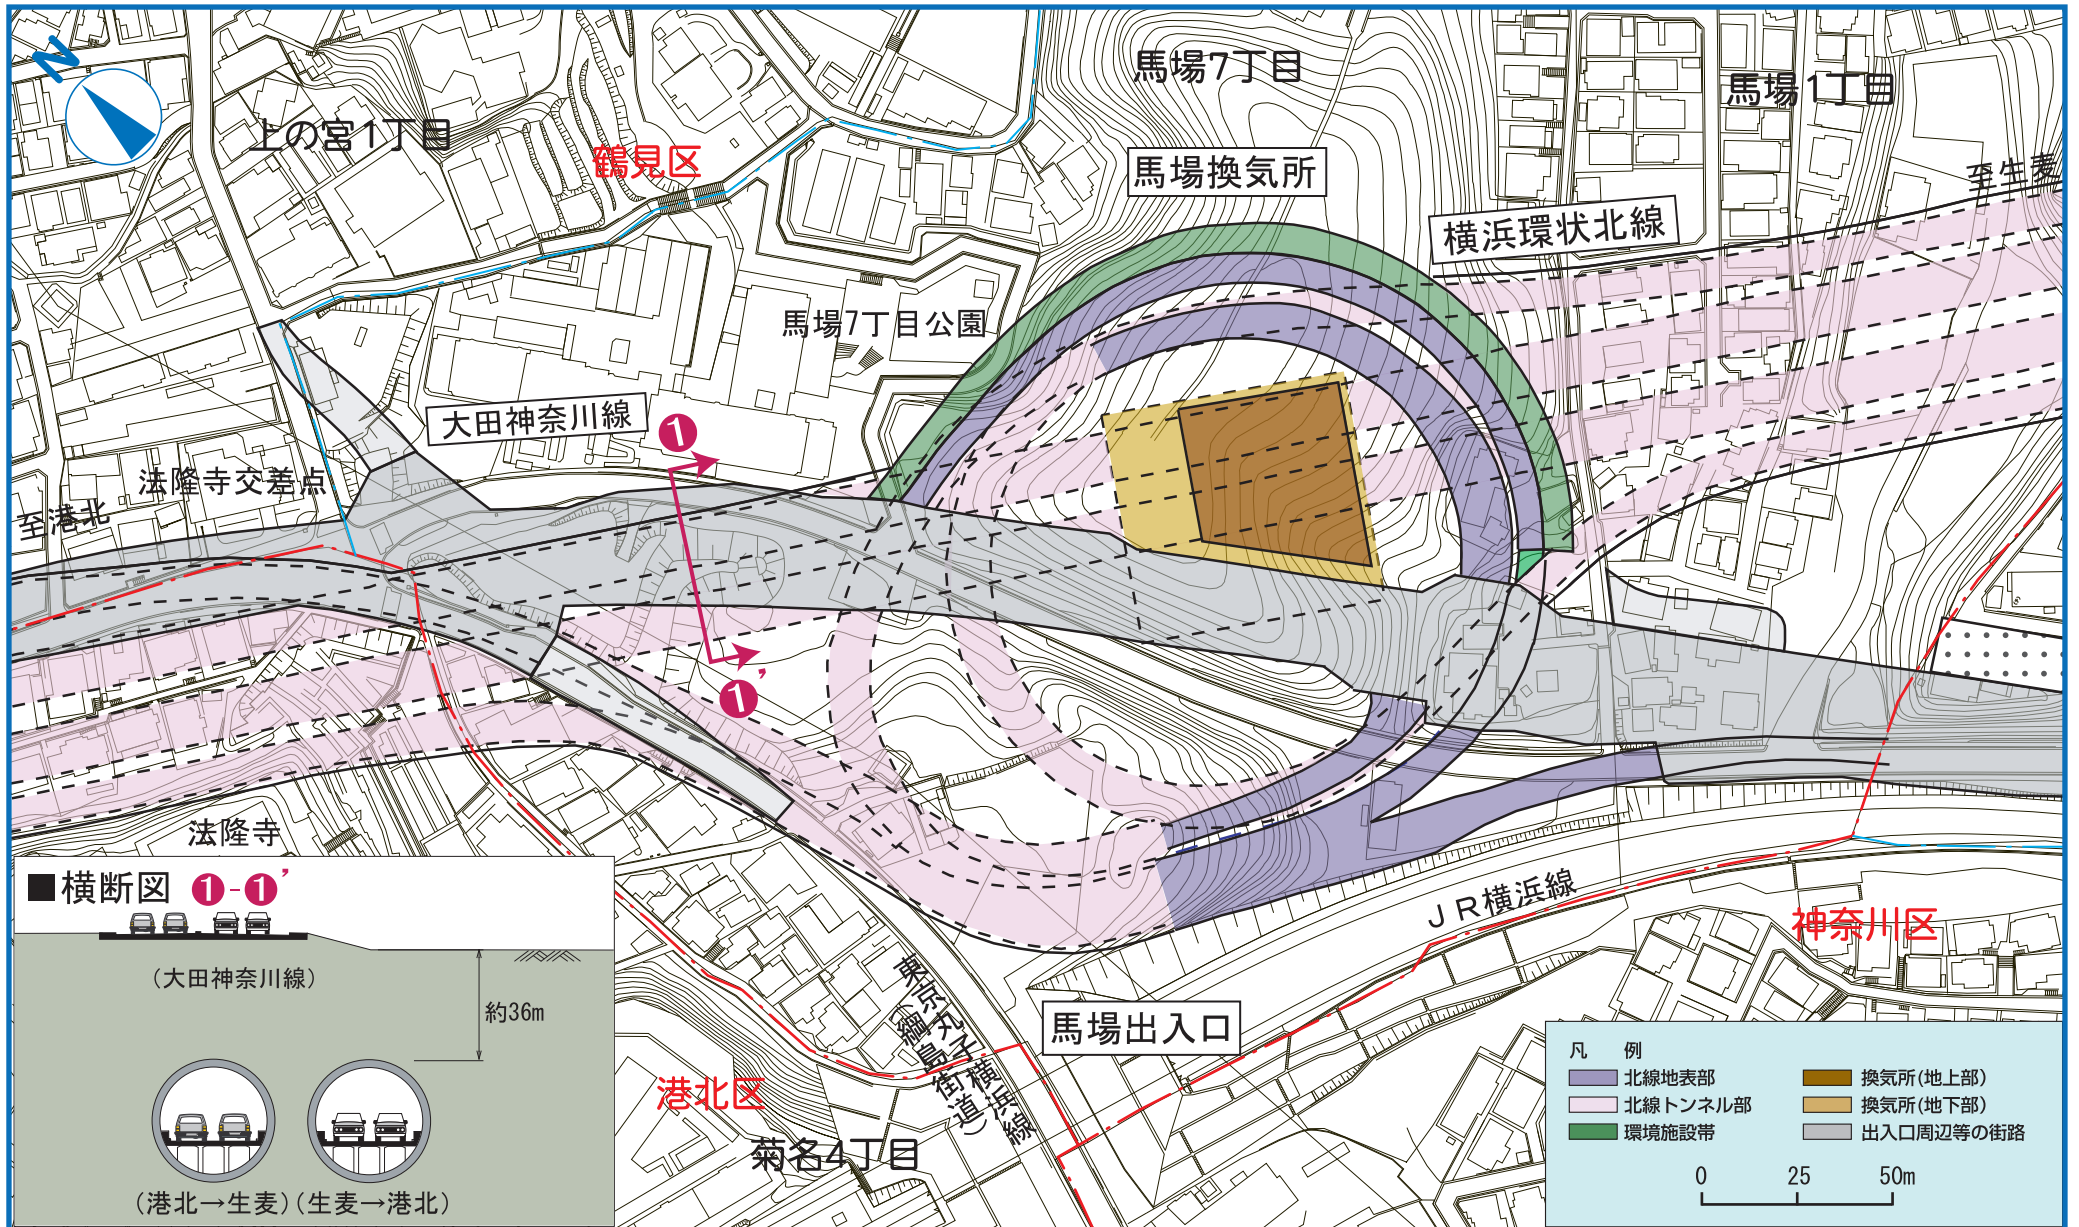 N
上の宮1丁目
鶴見区
馬場7丁目
馬場1丁目
馬場換気所
至生麦
横浜環状北線
馬場7丁目公園
大田神奈川線
1
法隆寺交差点
至港北
1’
法隆寺
■横断図 1-1’
(大田神奈川線)
約36m
(港北→生麦)
(生麦→港北)
東京丸子横浜線
(綱島街道)
馬場出入口
JR横浜線
神奈川区
港北区
菊名4丁目
凡 例
北線地表部
換気所(地上部)
北線トンネル部
換気所(地下部)
環境施設帯
出入口周辺等の街路
0 25 50m